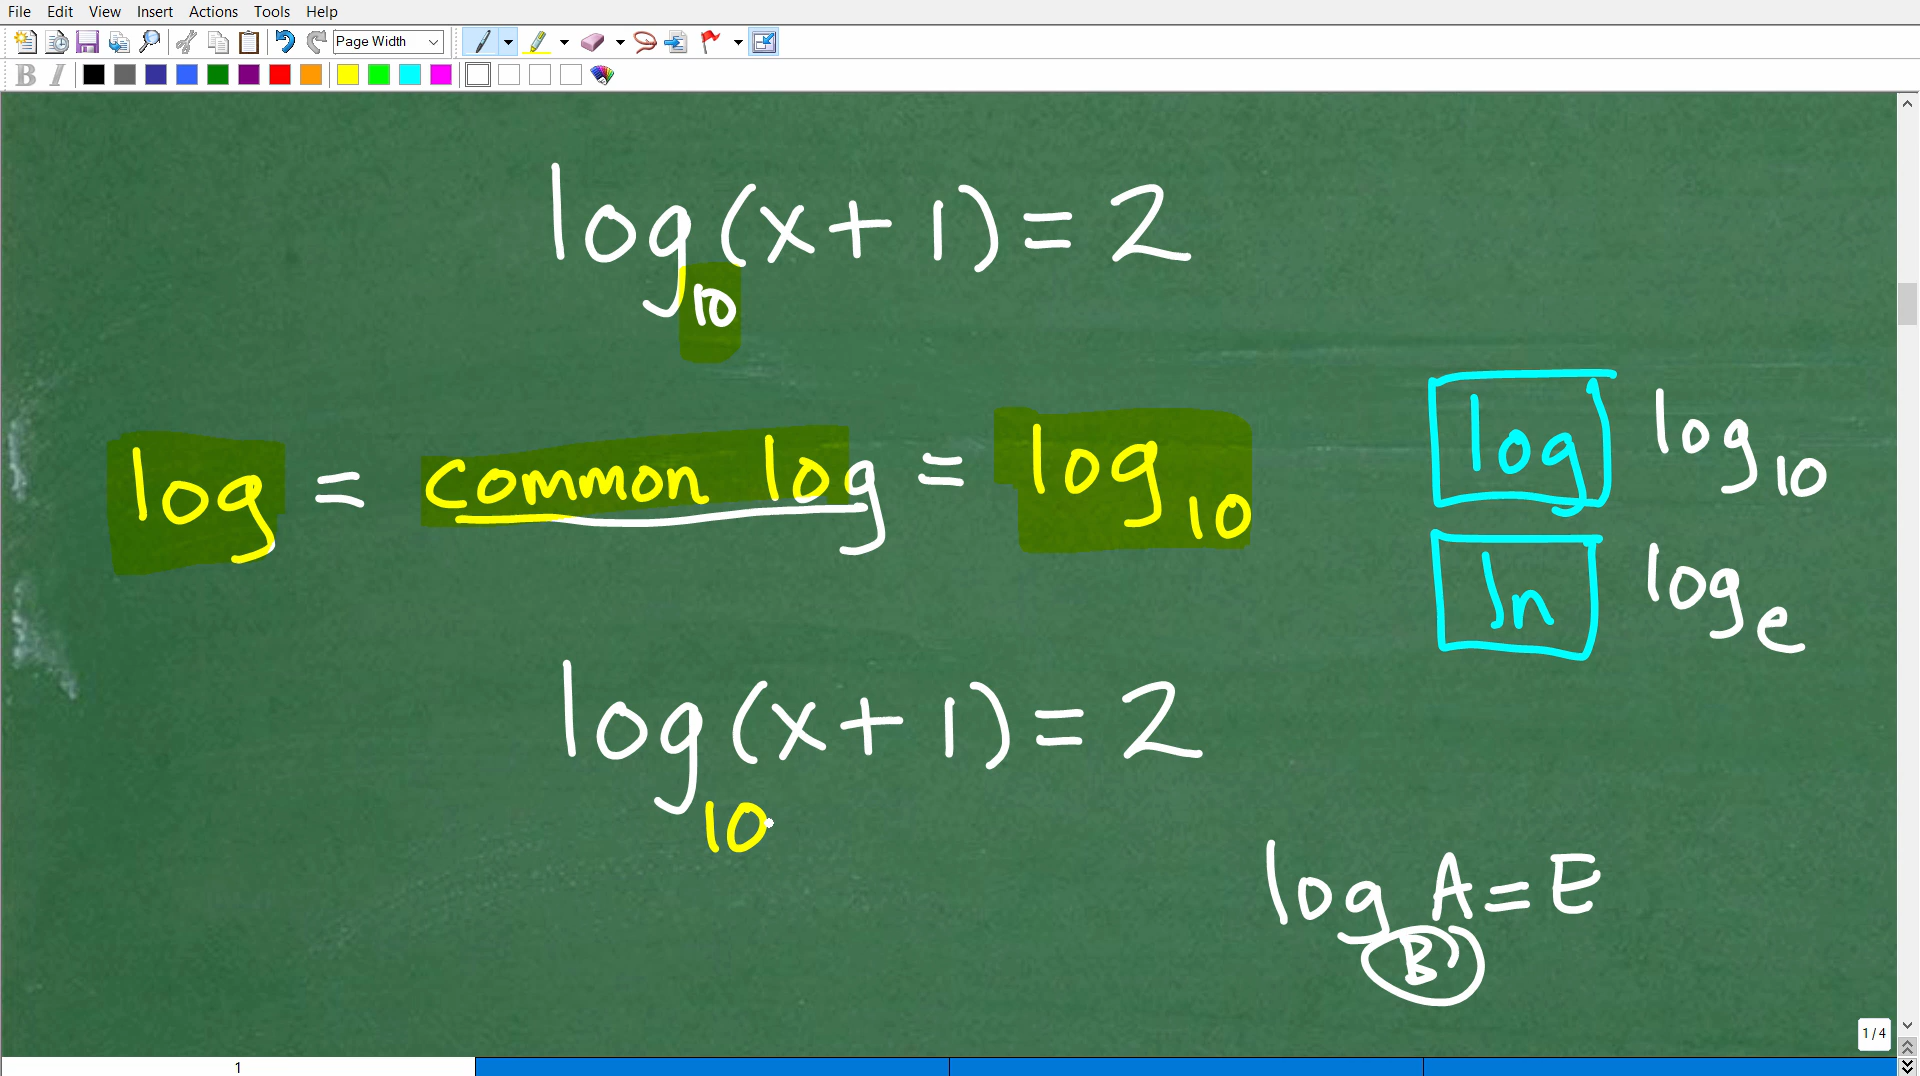 File Edit View Insert Actions Tools Help
Page Width
B I
log₁₀(x+1)=2
log = common log = log₁₀
log log₁₀
ln logₑ
log₁₀(x+1)=2
log_B A=E
1/4
1